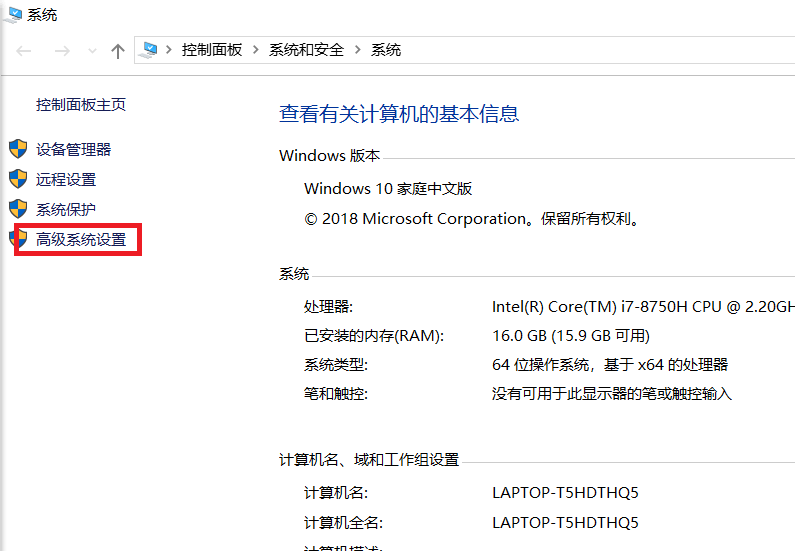 系统
控制面板 > 系统和安全 > 系统
控制面板主页
设备管理器
远程设置
系统保护
高级系统设置
查看有关计算机的基本信息
Windows 版本
Windows 10 家庭中文版
© 2018 Microsoft Corporation。保留所有权利。
系统
处理器: Intel(R) Core(TM) i7-8750H CPU @ 2.20GH
已安装的内存(RAM): 16.0 GB (15.9 GB 可用)
系统类型: 64 位操作系统，基于 x64 的处理器
笔和触控: 没有可用于此显示器的笔或触控输入
计算机名、域和工作组设置
计算机名: LAPTOP-T5HDTHQ5
计算机全名: LAPTOP-T5HDTHQ5
计算机描述: